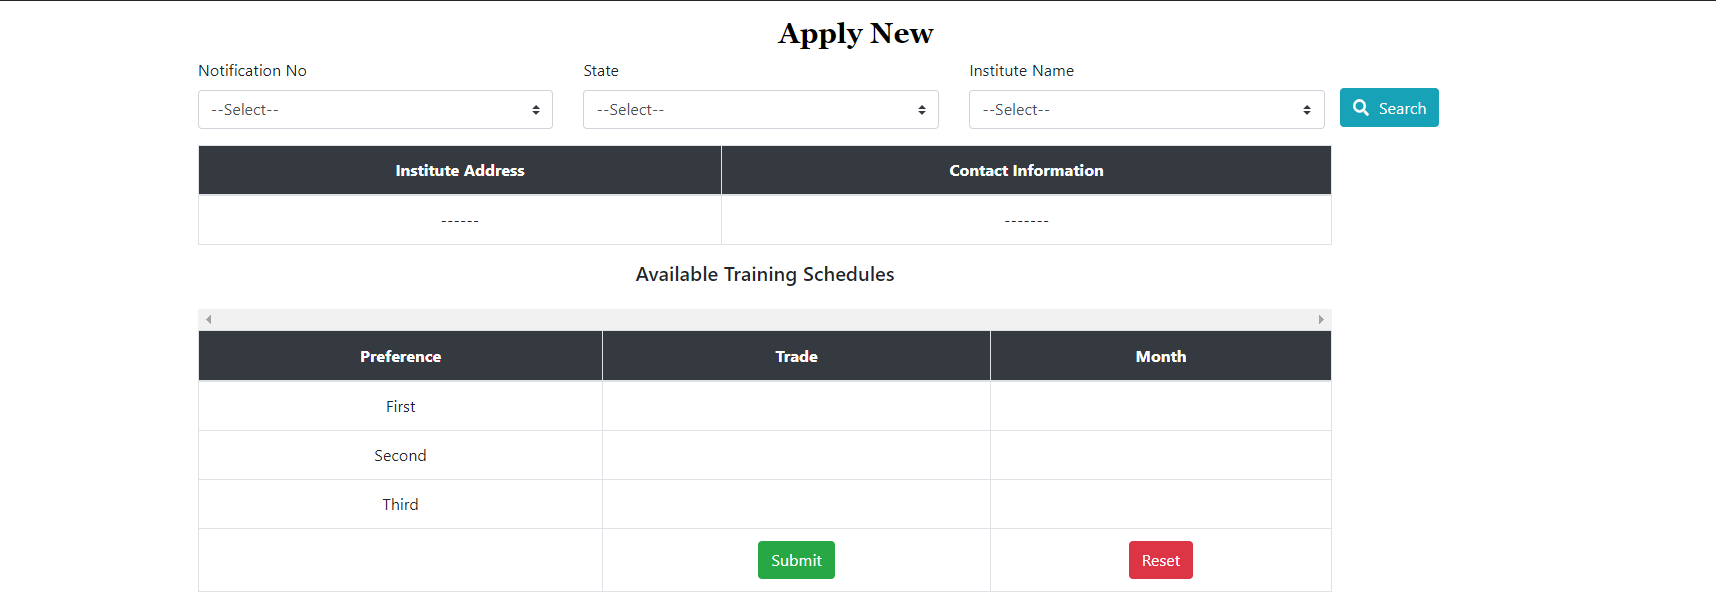 Apply New
Notification No State Institute Name
--Select-- --Select-- --Select-- Search
Institute Address Contact Information
------ -------
Available Training Schedules
Preference Trade Month
First
Second
Third
Submit Reset